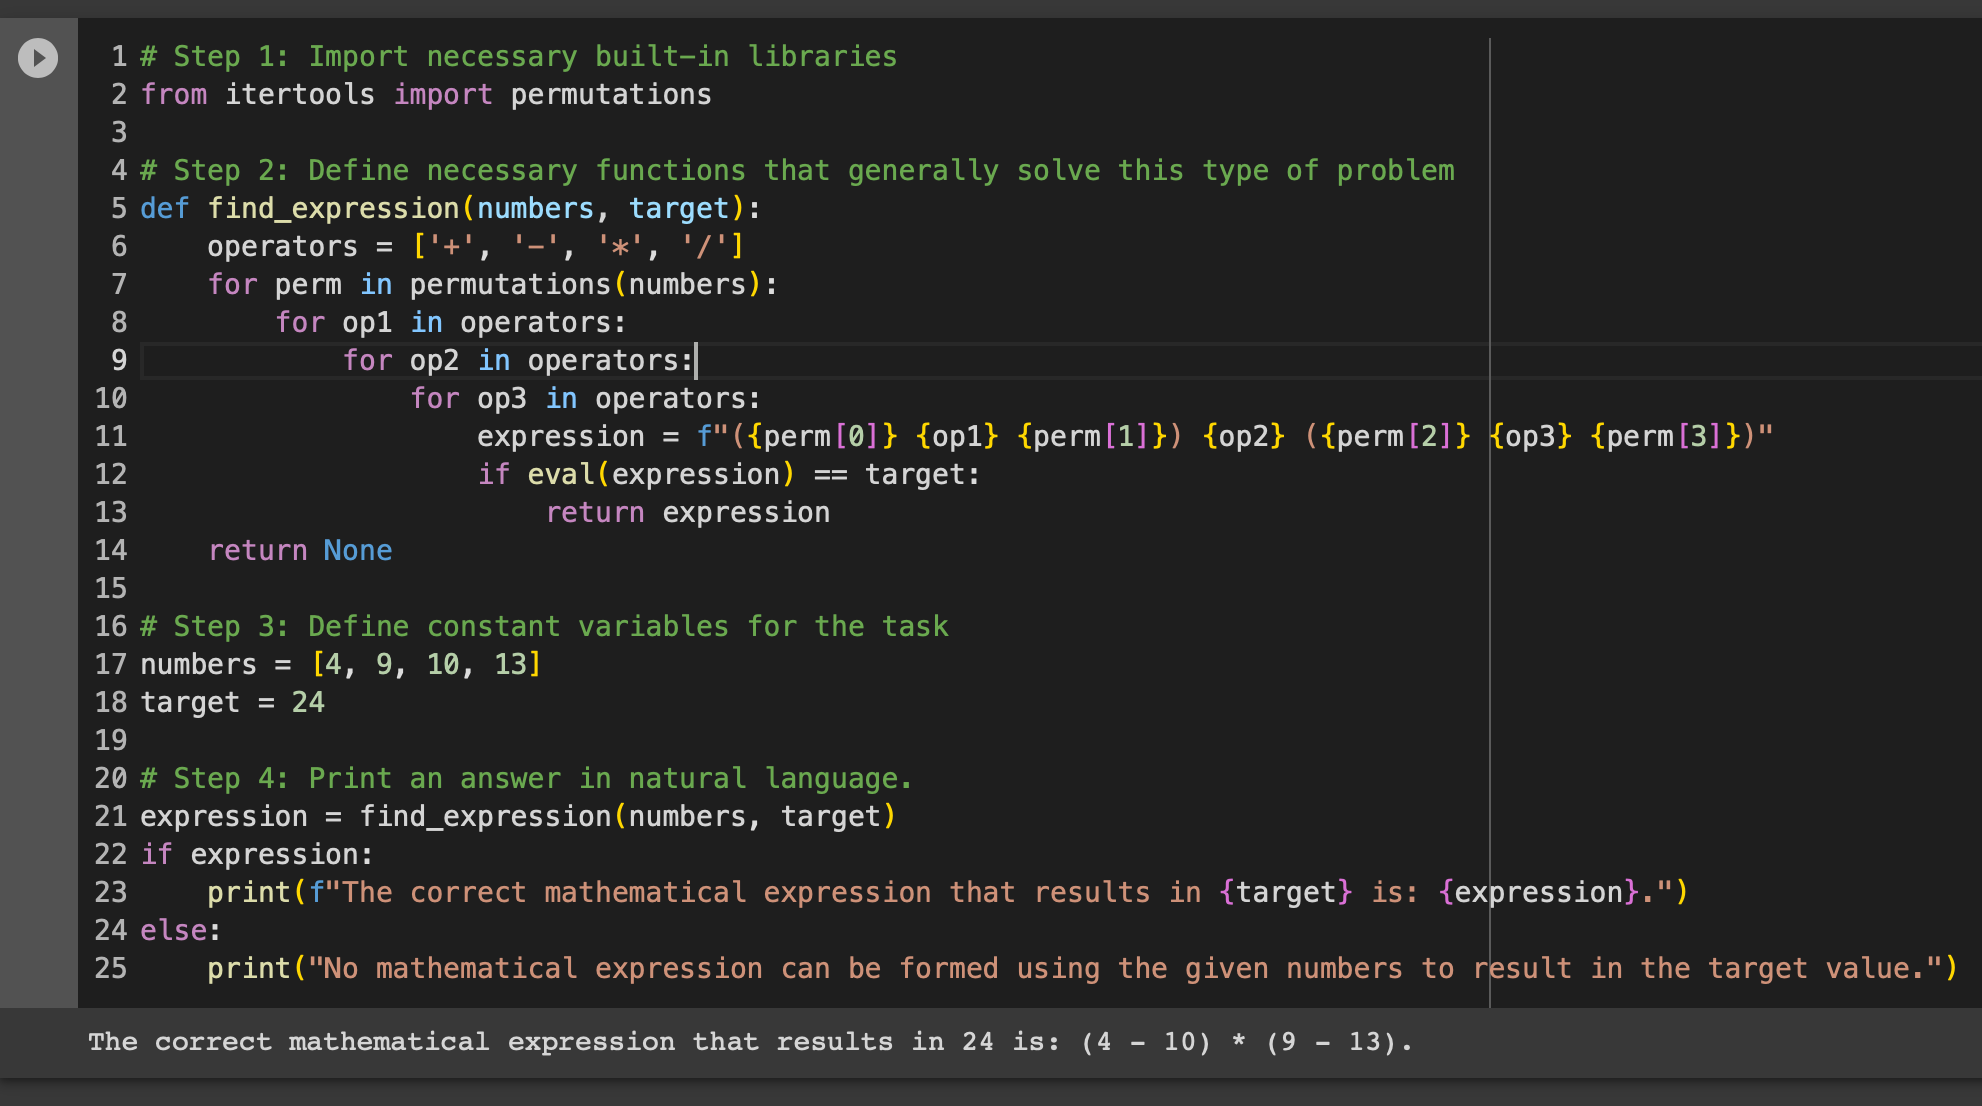 1 # Step 1: Import necessary built-in libraries
2 from itertools import permutations
3
4 # Step 2: Define necessary functions that generally solve this type of problem
5 def find_expression(numbers, target):
6     operators = ['+', '-', '*', '/']
7     for perm in permutations(numbers):
8         for op1 in operators:
9             for op2 in operators:
10                 for op3 in operators:
11                     expression = f"({perm[0]} {op1} {perm[1]}) {op2} ({perm[2]} {op3} {perm[3]})"
12                     if eval(expression) == target:
13                         return expression
14     return None
15
16 # Step 3: Define constant variables for the task
17 numbers = [4, 9, 10, 13]
18 target = 24
19
20 # Step 4: Print an answer in natural language.
21 expression = find_expression(numbers, target)
22 if expression:
23     print(f"The correct mathematical expression that results in {target} is: {expression}.")
24 else:
25     print("No mathematical expression can be formed using the given numbers to result in the target value.")
The correct mathematical expression that results in 24 is: (4 - 10) * (9 - 13).